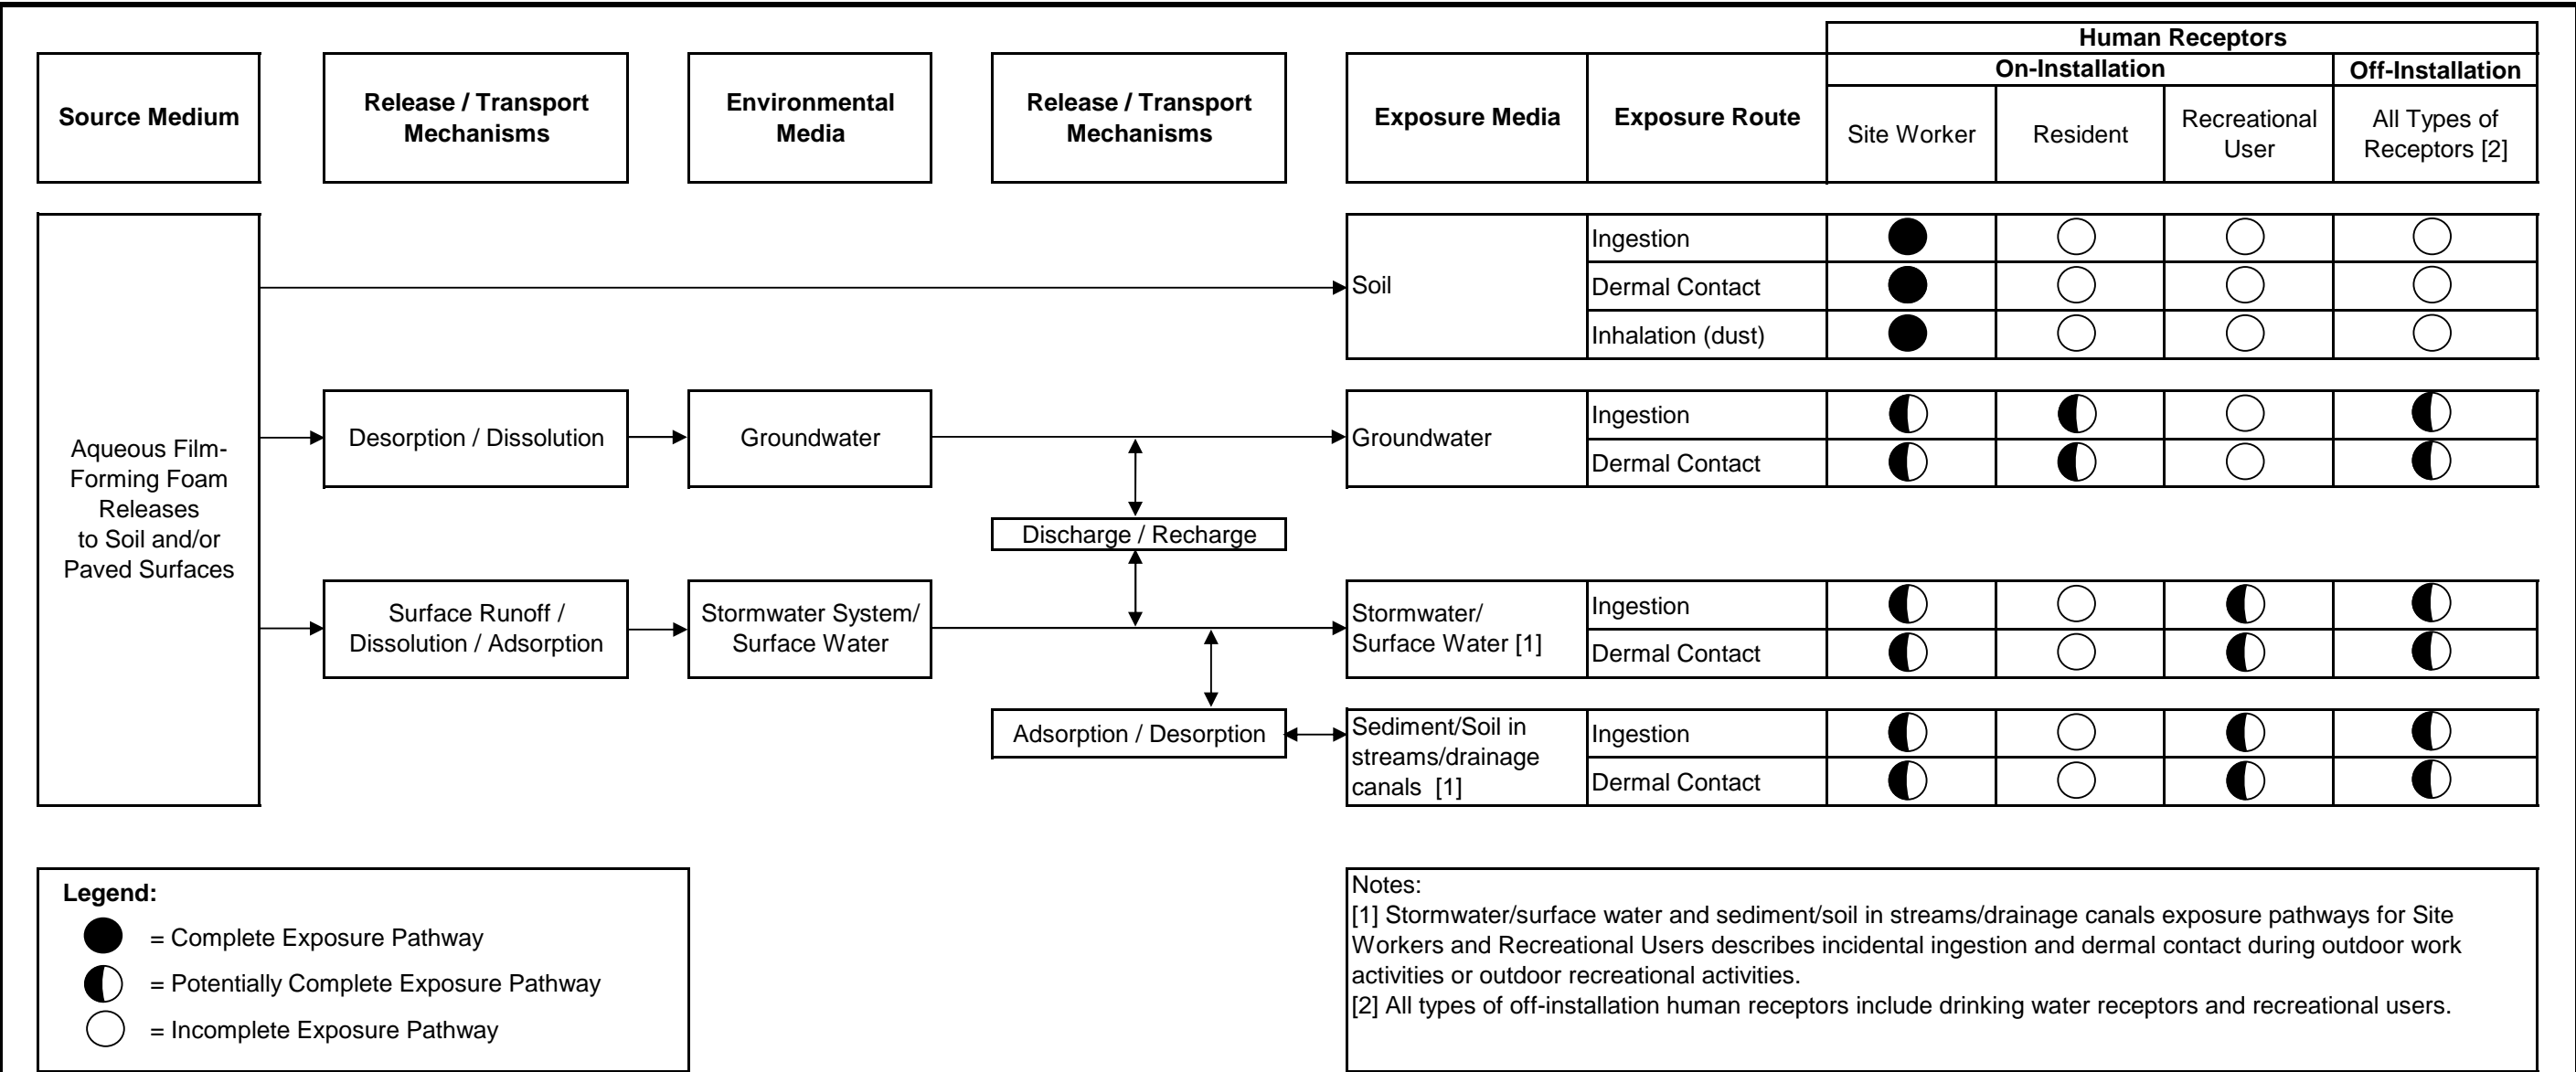 Human Receptors
On-Installation
Off-Installation
Source Medium
Release / Transport
Mechanisms
Environmental
Media
Release / Transport
Mechanisms
Exposure Media
Exposure Route
Site Worker
Resident
Recreational
User
All Types of
Receptors [2]
Aqueous Film-
Forming Foam
Releases
to Soil and/or
Paved Surfaces
Soil
Ingestion
Dermal Contact
Inhalation (dust)
Desorption / Dissolution
Groundwater
Groundwater
Ingestion
Dermal Contact
Discharge / Recharge
Surface Runoff /
Dissolution / Adsorption
Stormwater System/
Surface Water
Stormwater/
Surface Water [1]
Ingestion
Dermal Contact
Adsorption / Desorption
Sediment/Soil in
streams/drainage
canals [1]
Ingestion
Dermal Contact
Legend:
= Complete Exposure Pathway
= Potentially Complete Exposure Pathway
= Incomplete Exposure Pathway
Notes:
[1] Stormwater/surface water and sediment/soil in streams/drainage canals exposure pathways for Site
Workers and Recreational Users describes incidental ingestion and dermal contact during outdoor work
activities or outdoor recreational activities.
[2] All types of off-installation human receptors include drinking water receptors and recreational users.